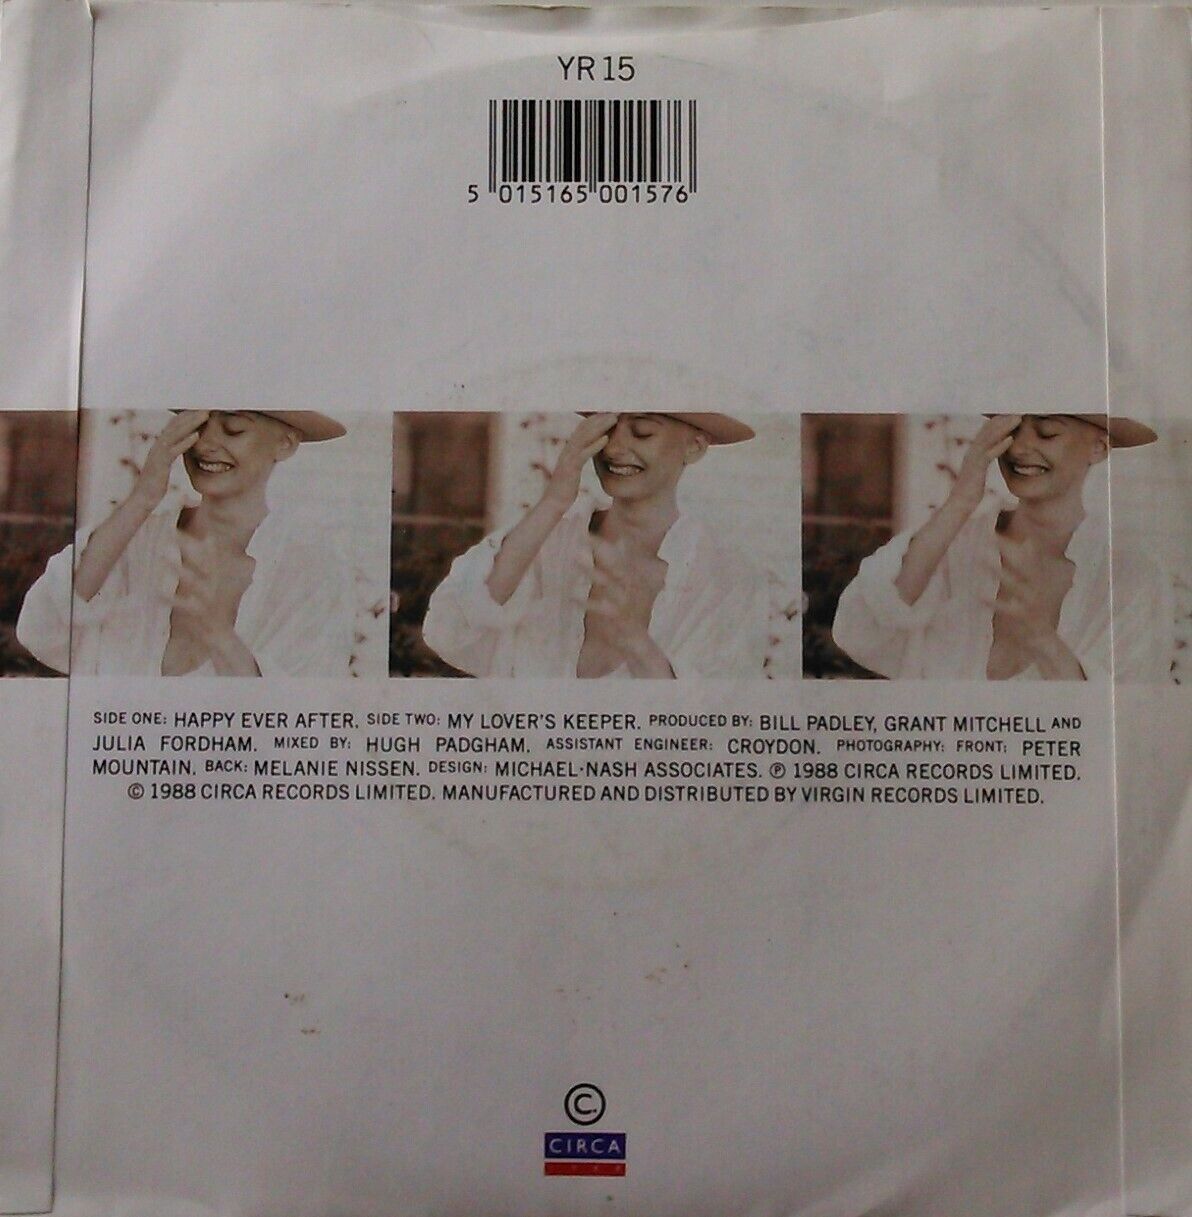 YR 15
5 015165 001576
SIDE ONE: HAPPY EVER AFTER. SIDE TWO: MY LOVER'S KEEPER. PRODUCED BY: BILL PADLEY, GRANT MITCHELL AND
JULIA FORDHAM. MIXED BY: HUGH PADGHAM. ASSISTANT ENGINEER: CROYDON. PHOTOGRAPHY: FRONT: PETER
MOUNTAIN. BACK: MELANIE NISSEN. DESIGN: MICHAEL·NASH ASSOCIATES. ℗ 1988 CIRCA RECORDS LIMITED.
© 1988 CIRCA RECORDS LIMITED. MANUFACTURED AND DISTRIBUTED BY VIRGIN RECORDS LIMITED.
C.
CIRCA